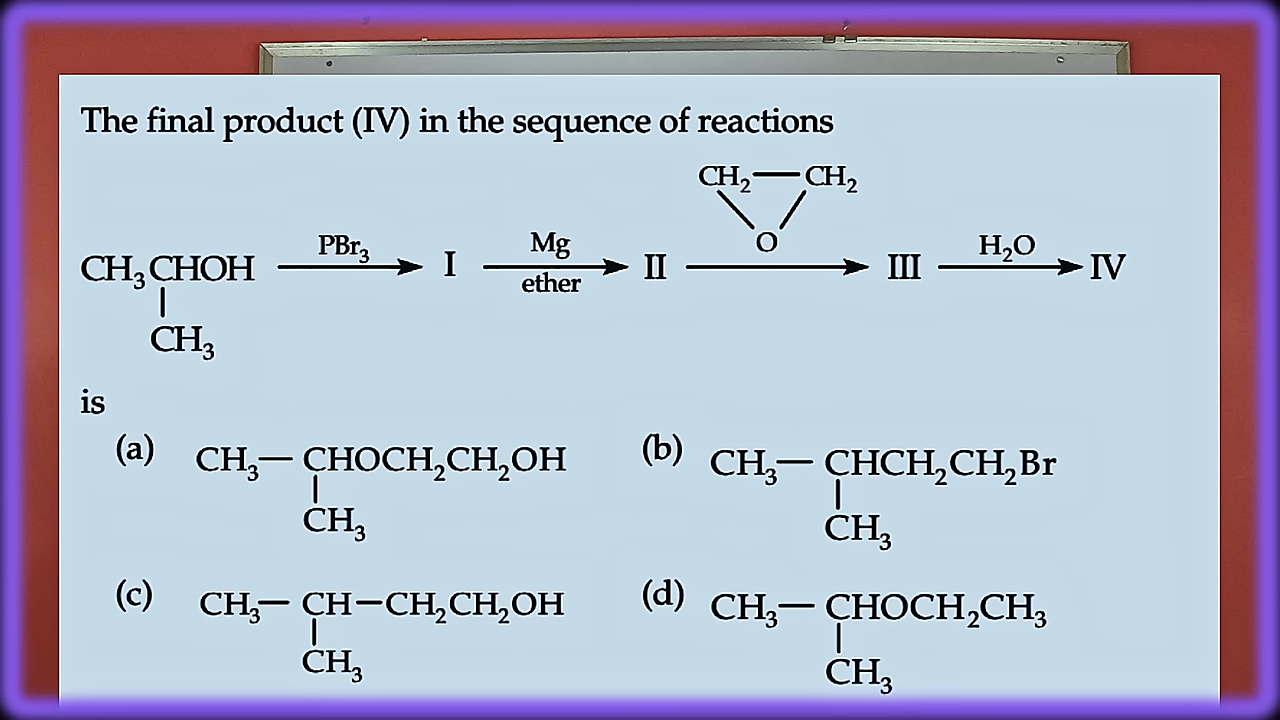 The final product (IV) in the sequence of reactions
CH₂—CH₂
O
CH₃CHOH PBr₃ I Mg II III H₂O IV
ether
CH₃
is
(a) CH₃—CHOCH₂CH₂OH (b) CH₃—CHCH₂CH₂Br
CH₃ CH₃
(c) CH₃—CH—CH₂CH₂OH (d) CH₃—CHOCH₂CH₃
CH₃ CH₃